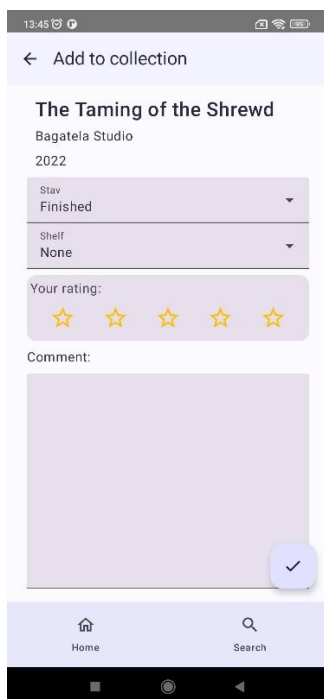 13:45
95
Add to collection
The Taming of the Shrewd
Bagatela Studio
2022
Stav
Finished
Shelf
None
Your rating:
Comment:
Home
Search